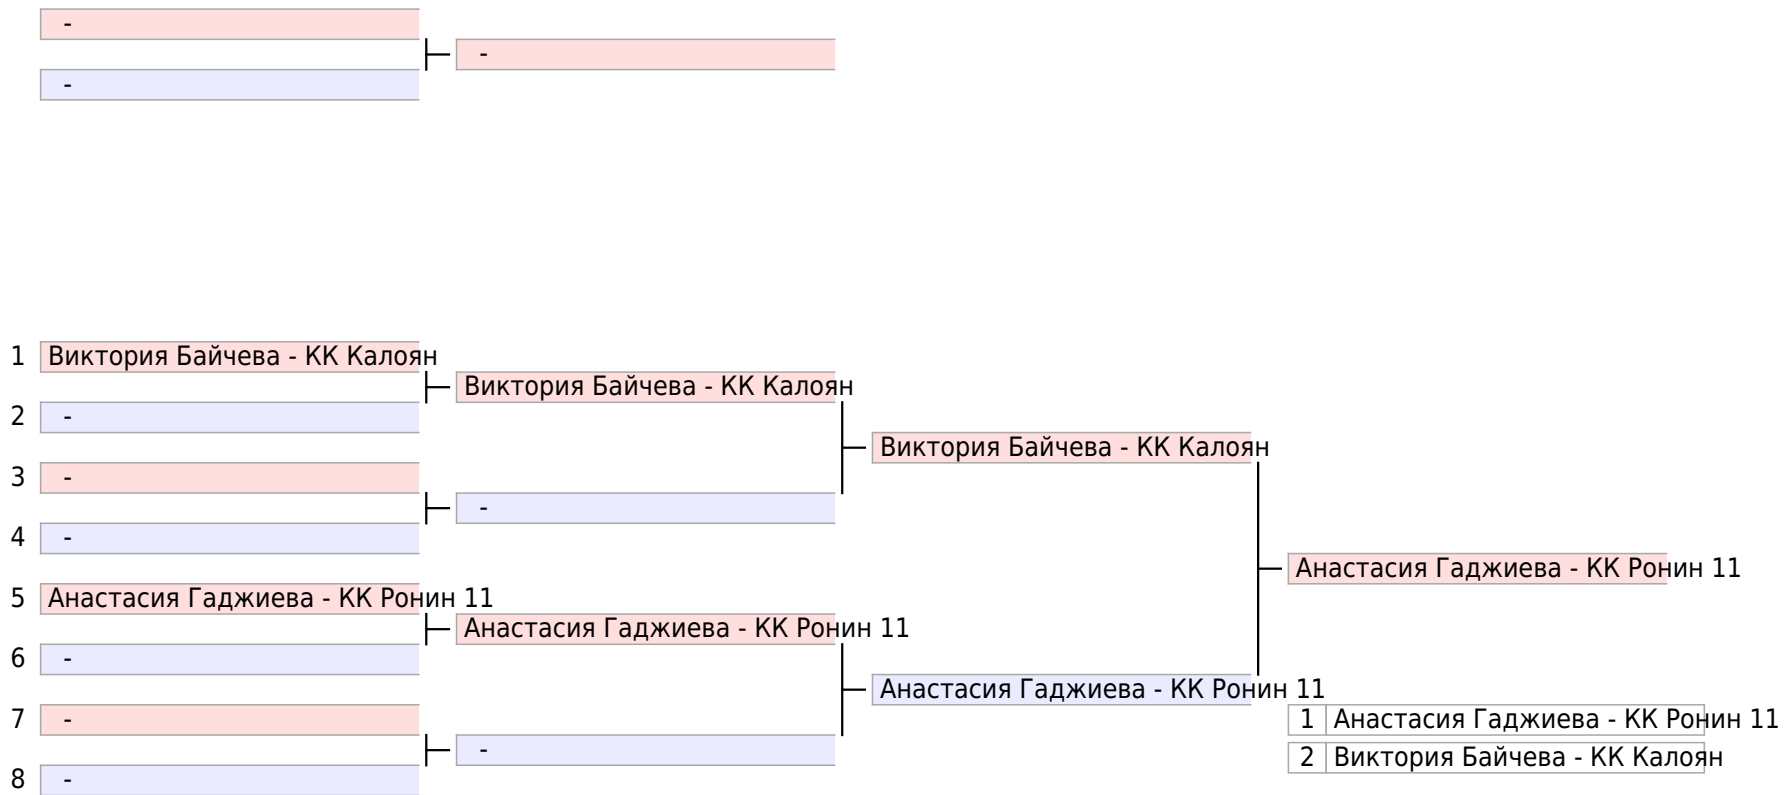 -
-
-
1 Виктория Байчева - КК Калоян
Виктория Байчева - КК Калоян
2 -
Виктория Байчева - КК Калоян
3 -
-
4 -
Анастасия Гаджиева - КК Ронин 11
5 Анастасия Гаджиева - КК Ронин 11
Анастасия Гаджиева - КК Ронин 11
6 -
Анастасия Гаджиева - КК Ронин 11
7 -
1 Анастасия Гаджиева - КК Ронин 11
-
2 Виктория Байчева - КК Калоян
8 -